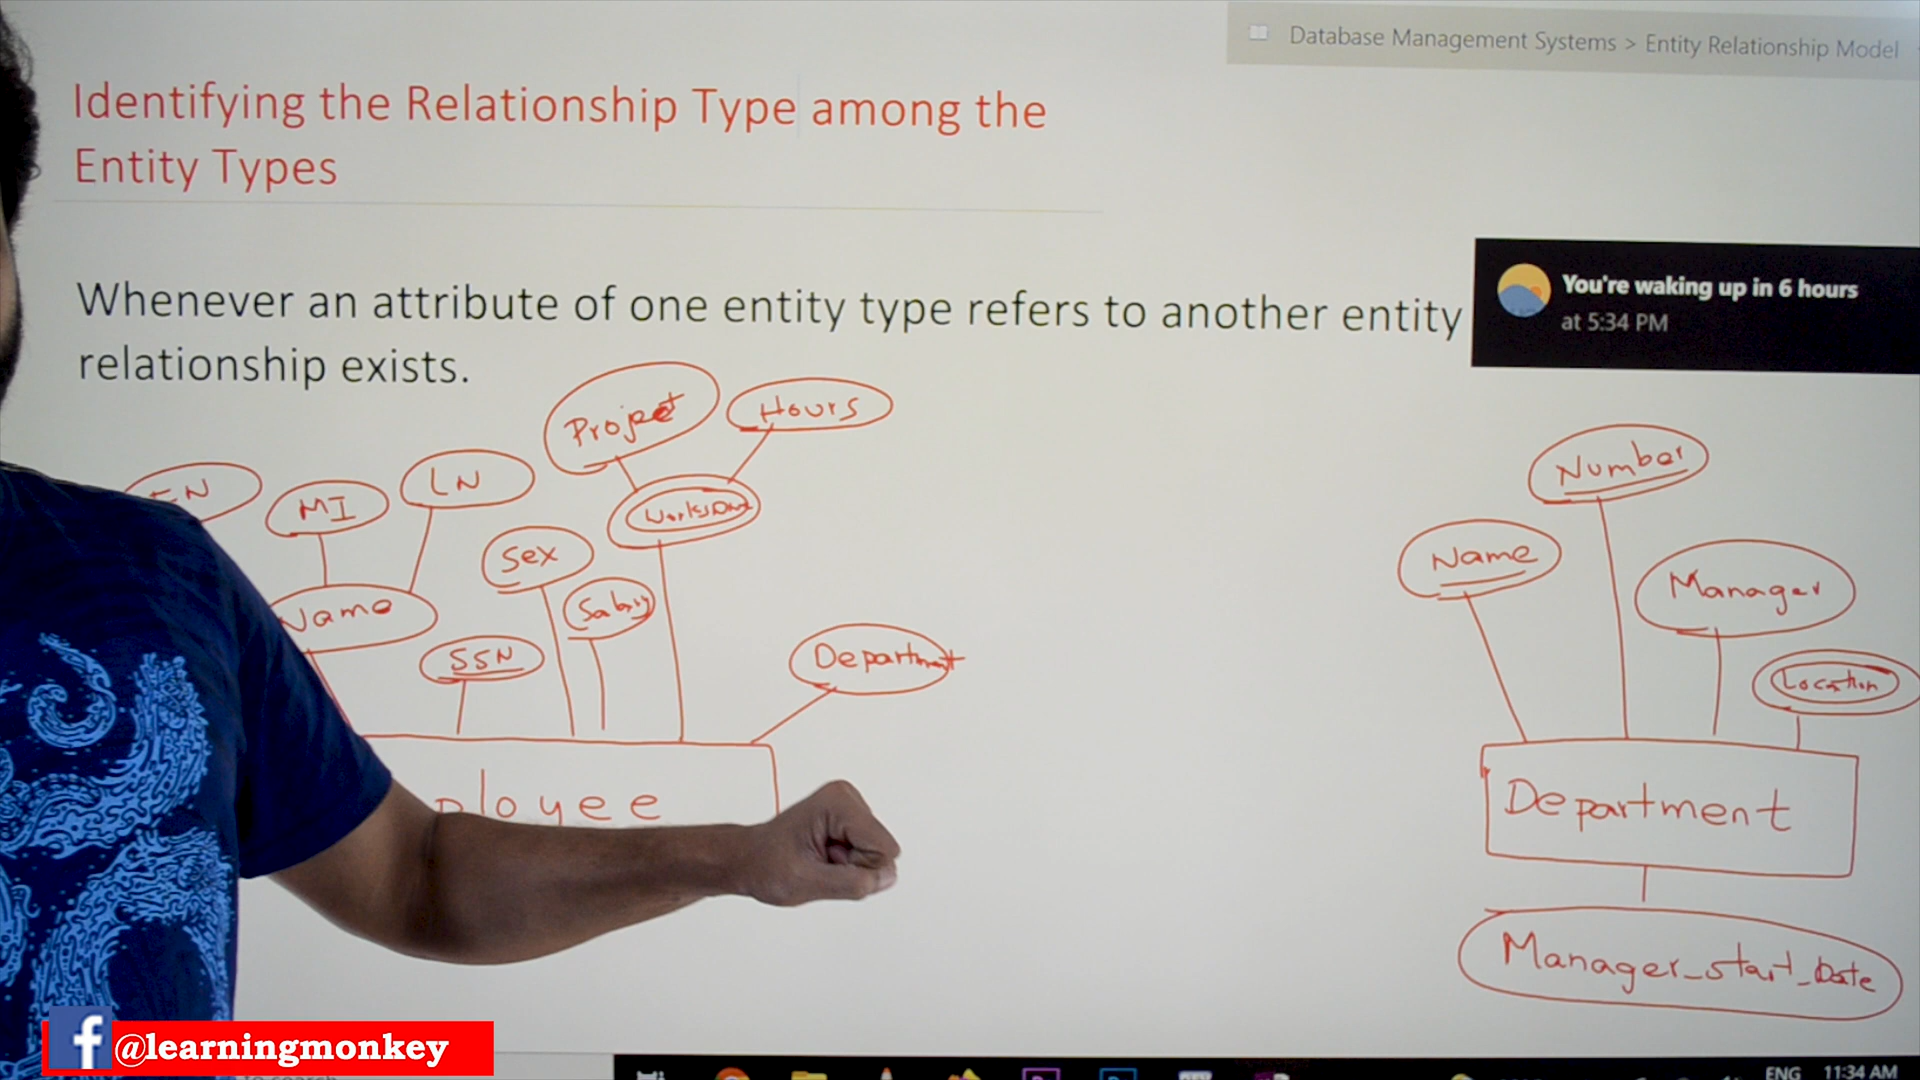 Database Management Systems > Entity Relationship Model
Identifying the Relationship Type among the
Entity Types
Whenever an attribute of one entity type refers to another entity
relationship exists.
You're waking up in 6 hours
at 5:34 PM
Project
Hours
Number
LN
MI
Sex
Name
Manager
Name
Salary
SSN
Department
Location
ployee
Department
Manager_start_Date
@learningmonkey
ENG 11:34 AM